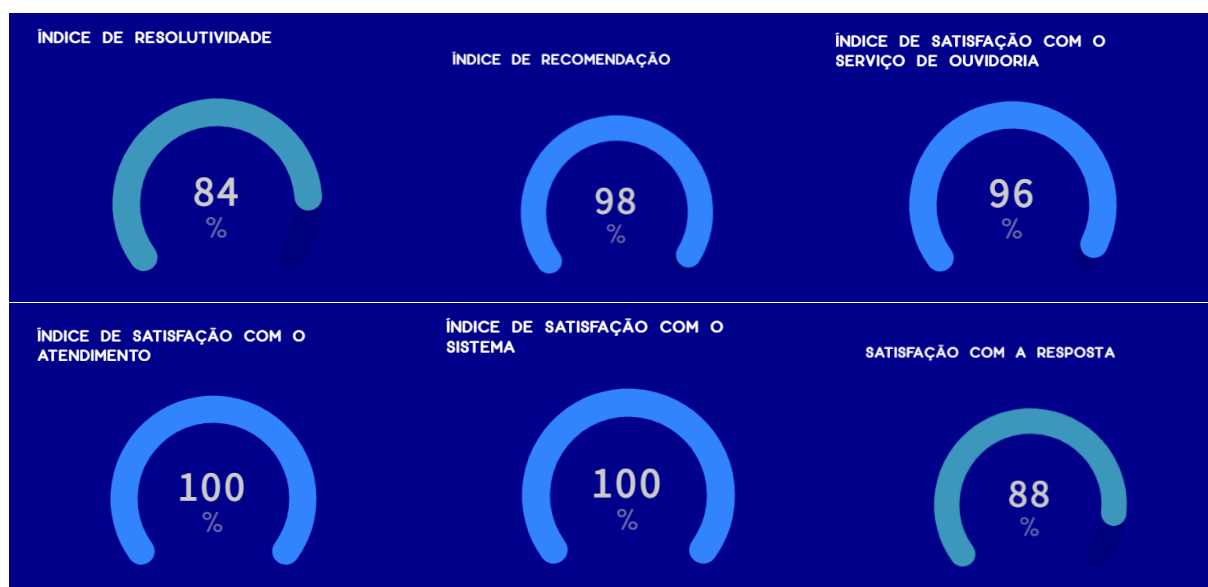 ÍNDICE DE RESOLUTIVIDADE
84
%
ÍNDICE DE RECOMENDAÇÃO
98
%
ÍNDICE DE SATISFAÇÃO COM O
SERVIÇO DE OUVIDORIA
96
%
ÍNDICE DE SATISFAÇÃO COM O
ATENDIMENTO
100
%
ÍNDICE DE SATISFAÇÃO COM O
SISTEMA
100
%
SATISFAÇÃO COM A RESPOSTA
88
%